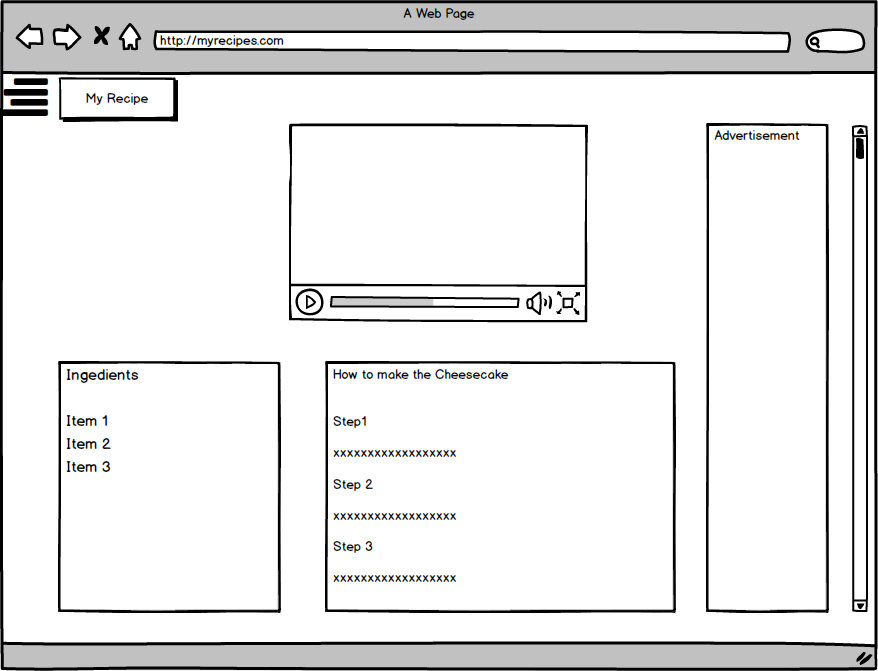 A Web Page
http://myrecipes.com
My Recipe
Advertisement
Ingedients
Item 1
Item 2
Item 3
How to make the Cheesecake
Step1
xxxxxxxxxxxxxxxxxx
Step 2
xxxxxxxxxxxxxxxxxx
Step 3
xxxxxxxxxxxxxxxxxx